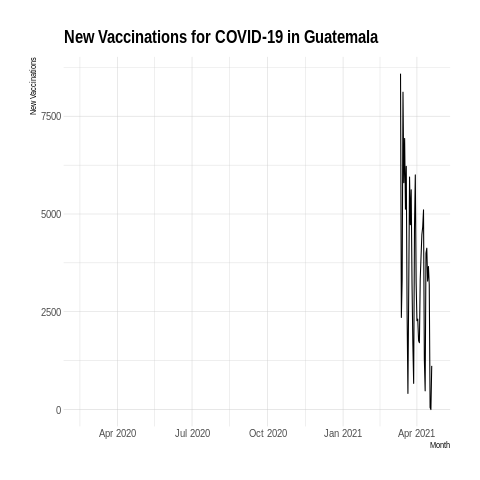 New Vaccinations for COVID-19 in Guatemala
New Vaccinations
7500
5000
2500
0
Apr 2020 Jul 2020 Oct 2020 Jan 2021 Apr 2021
Month